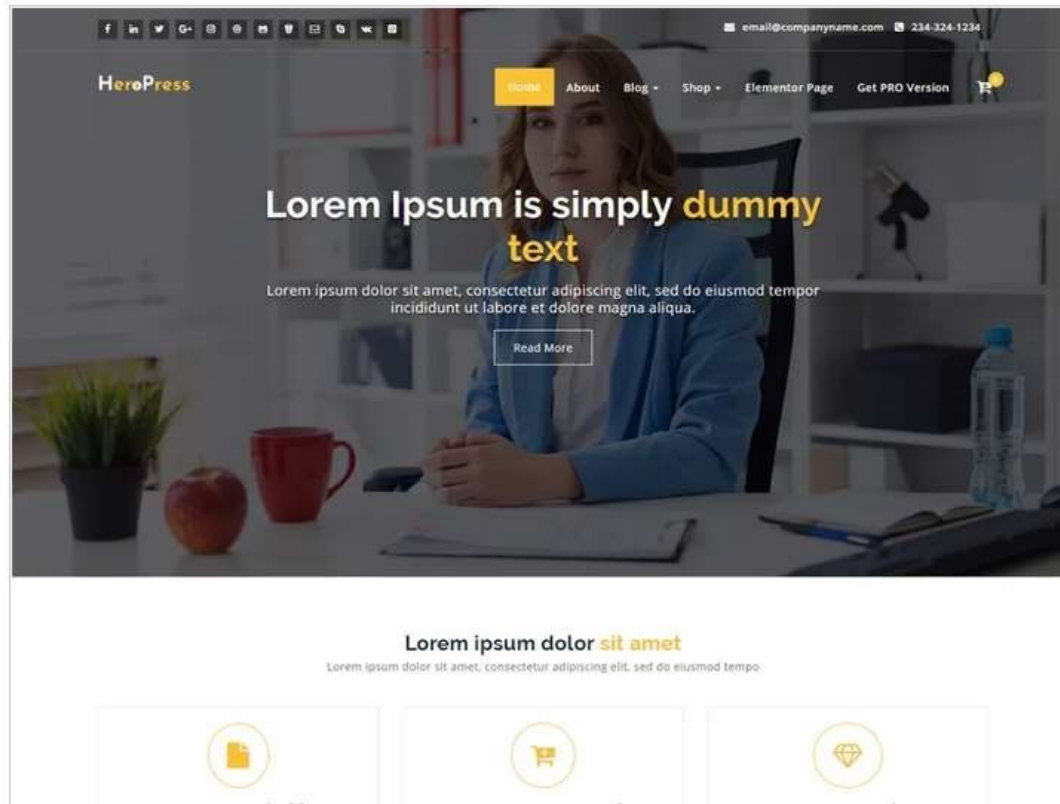 email@companyname.com 234-324-1234
HeroPress
Home About Blog Shop Elementor Page Get PRO Version
Lorem Ipsum is simply dummy
text
Lorem ipsum dolor sit amet, consectetur adipiscing elit, sed do eiusmod tempor
incididunt ut labore et dolore magna aliqua.
Read More
Lorem ipsum dolor sit amet
Lorem ipsum dolor sit amet, consectetur adipiscing elit, sed do eiusmod tempo